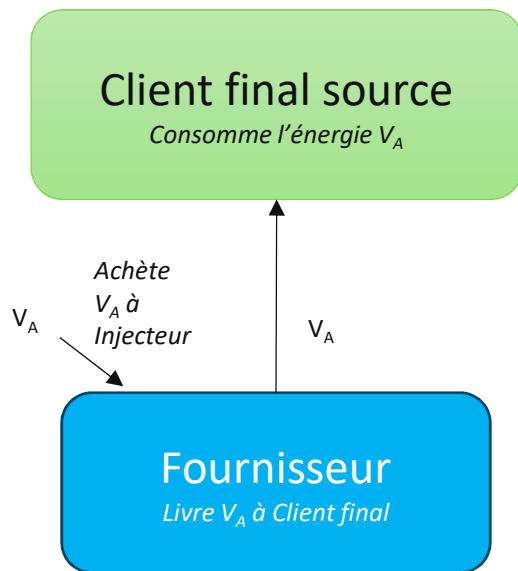 Client final source
Consomme l'énergie VA
Achète
VA à
Injecteur
VA
VA
Fournisseur
Livre VA à Client final